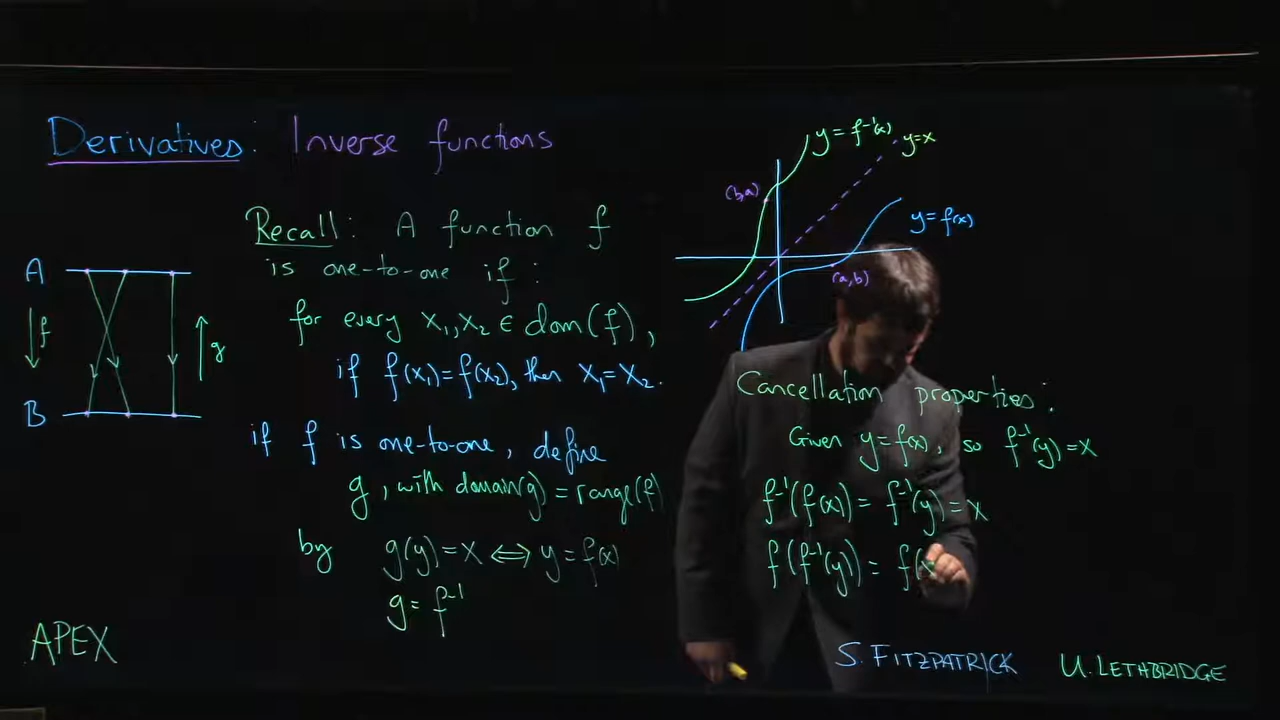 Derivatives: Inverse functions
Recall: A function f
is one-to-one if:
for every x₁,x₂ ∈ dom(f),
if f(x₁)=f(x₂), then x₁=x₂.
if f is one-to-one, define
g, with domain(g) = range(f)
by g(y)=x ⇔ y=f(x)
g = f⁻¹
A
f
g
B
APEX
y = f⁻¹(x)
y=x
(b,a)
y=f(x)
(a,b)
Cancellation properties:
Given y=f(x), so f⁻¹(y)=x
f⁻¹(f(x)) = f⁻¹(y) = x
f(f⁻¹(y)) = f(x
S. FITZPATRICK U. LETHBRIDGE